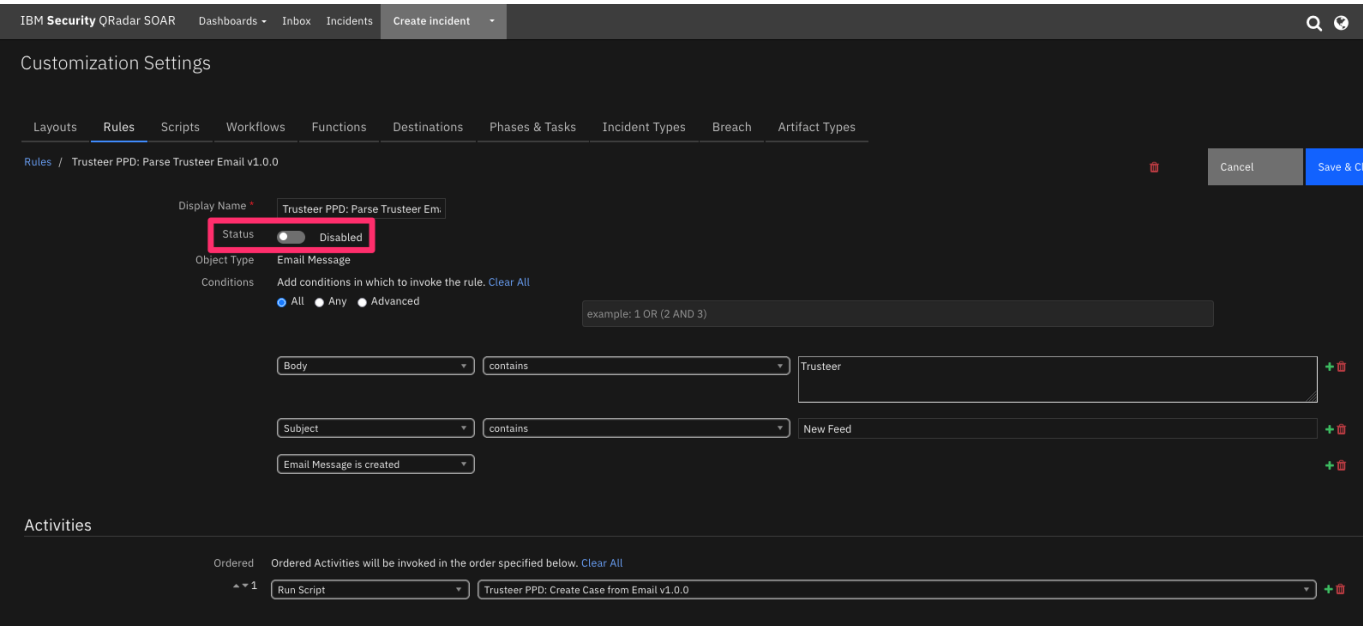 IBM Security QRadar SOAR Dashboards Inbox Incidents Create incident
Customization Settings
Layouts Rules Scripts Workflows Functions Destinations Phases & Tasks Incident Types Breach Artifact Types
Rules / Trusteer PPD: Parse Trusteer Email v1.0.0 Cancel Save & Cl
Display Name * Trusteer PPD: Parse Trusteer Ema
Status Disabled
Object Type Email Message
Conditions Add conditions in which to invoke the rule. Clear All
All Any Advanced
example: 1 OR (2 AND 3)
Body contains Trusteer
Subject contains New Feed
Email Message is created
Activities
Ordered Ordered Activities will be invoked in the order specified below. Clear All
1 Run Script Trusteer PPD: Create Case from Email v1.0.0